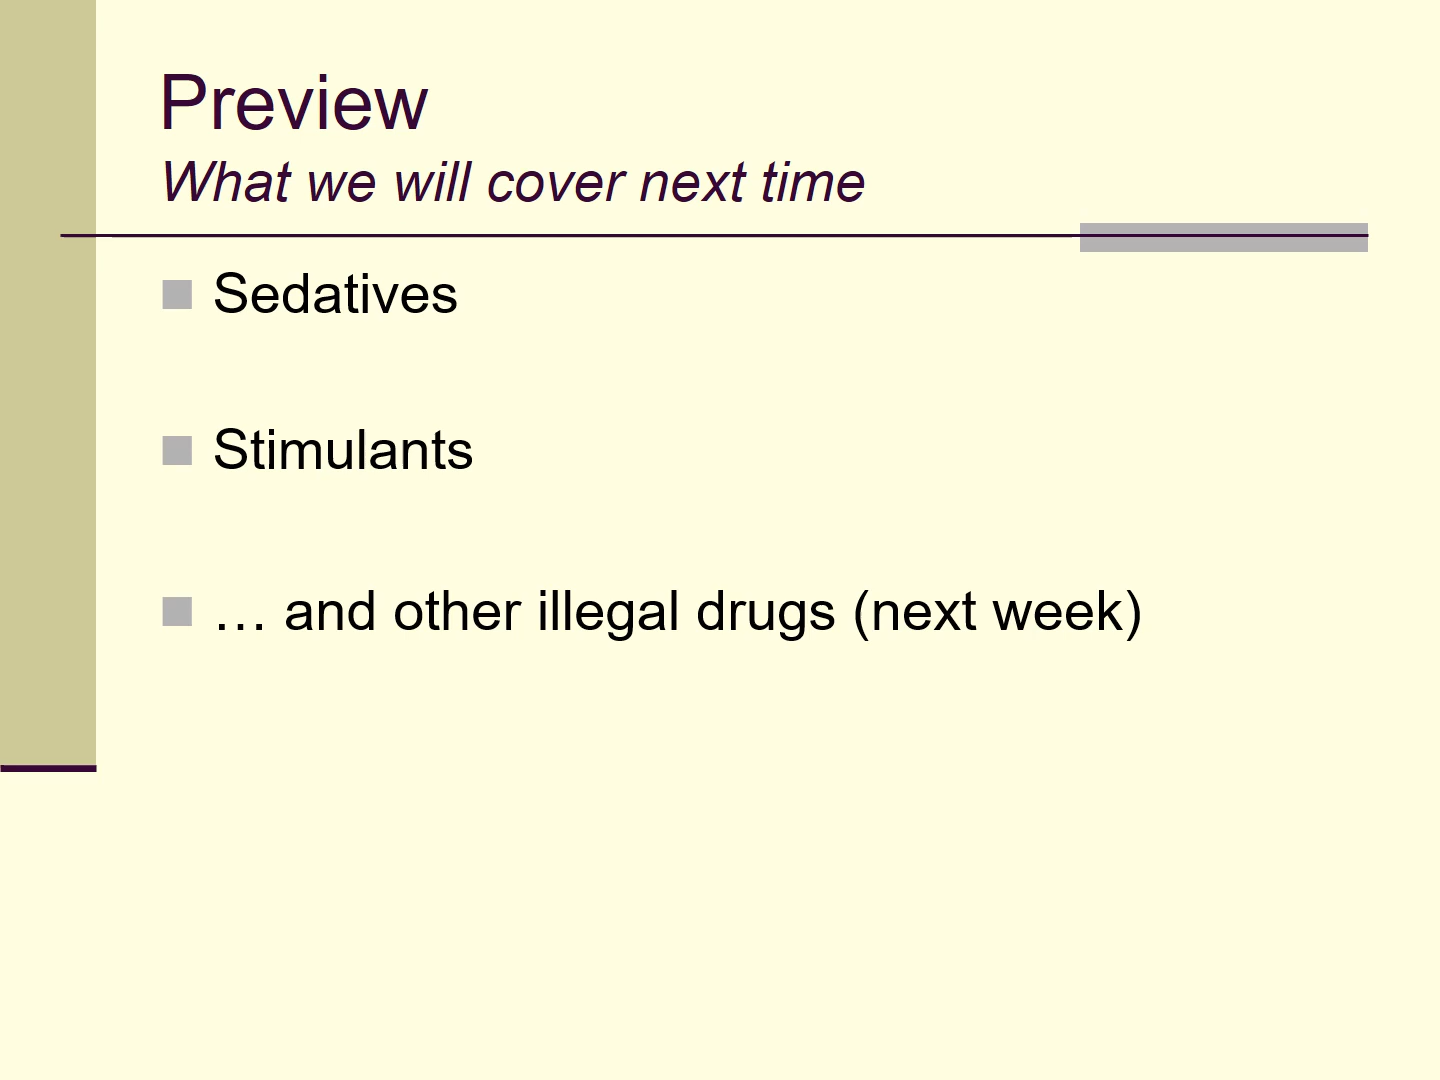 Preview
What we will cover next time
Sedatives
Stimulants
… and other illegal drugs (next week)